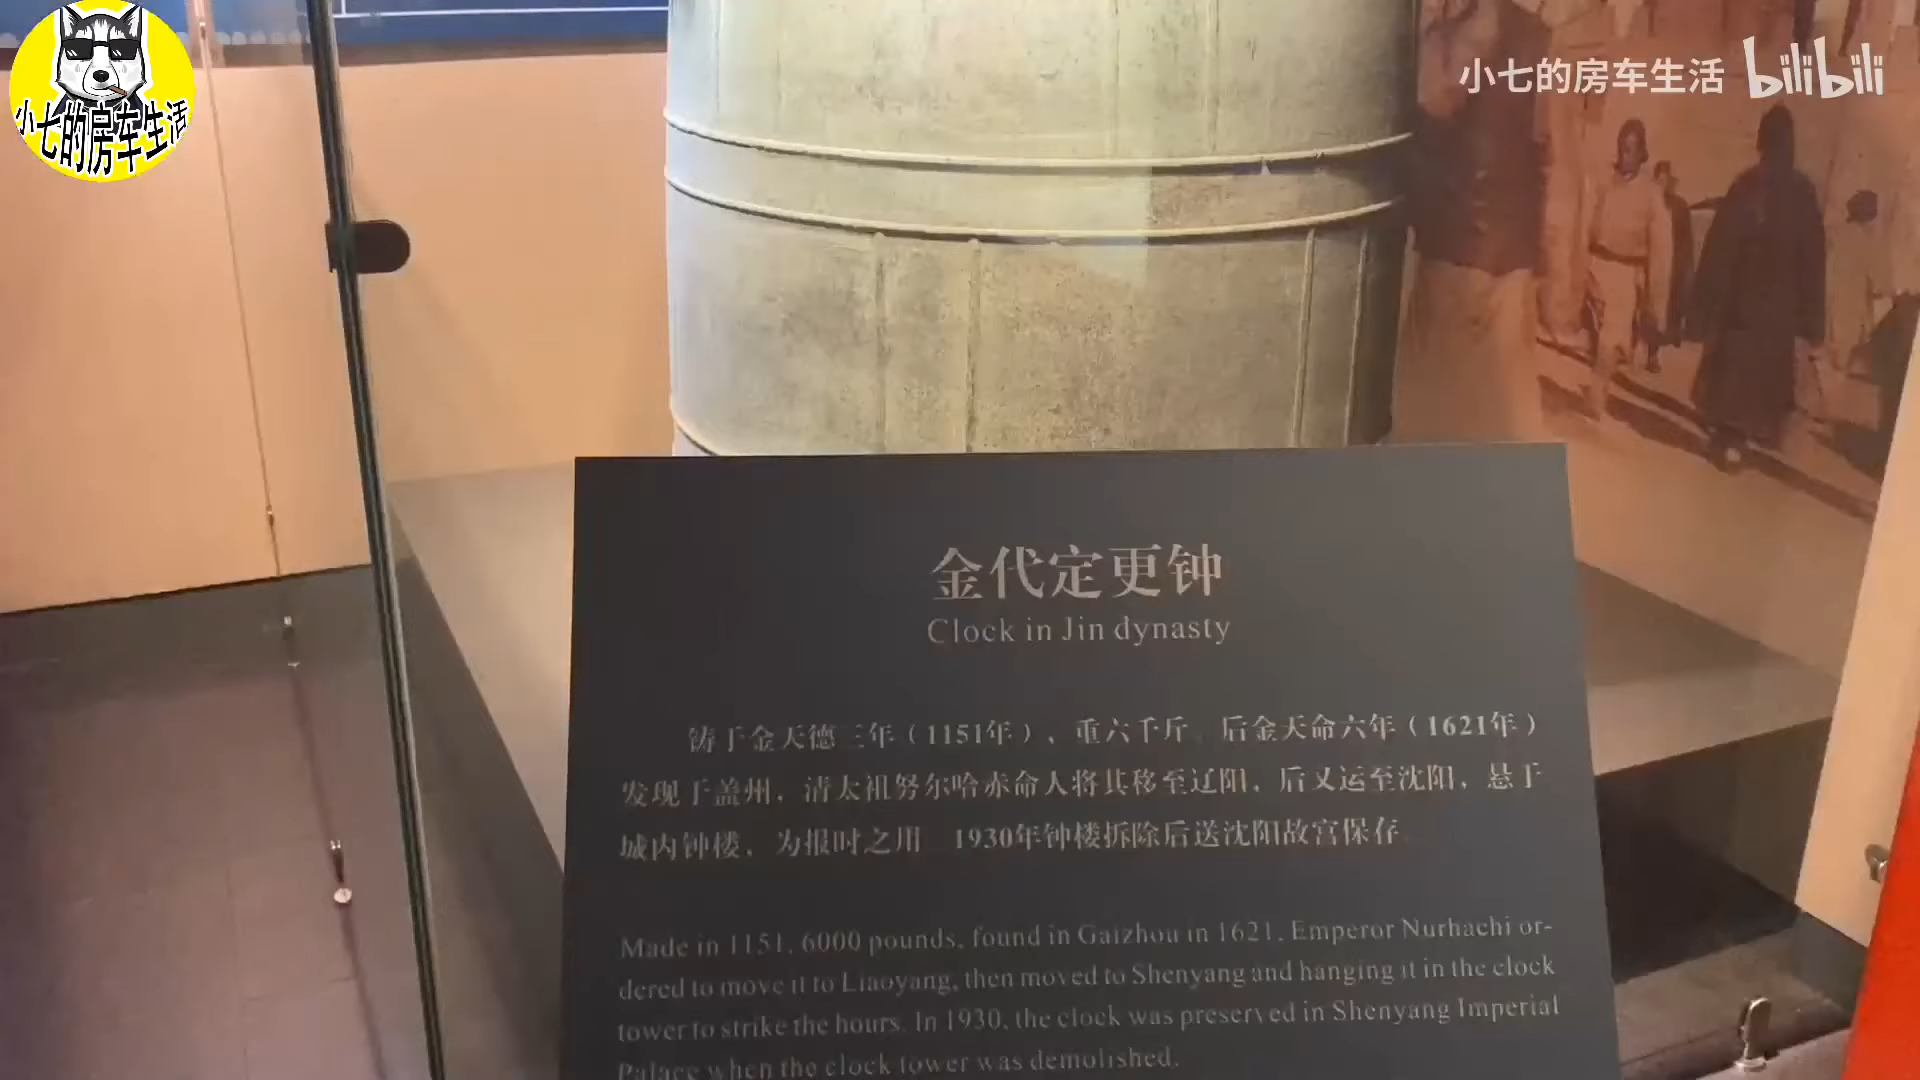 小七的房车生活
小七的房车生活 bilibili
金代定更钟
Clock in Jin dynasty
铸于金天德三年（1151年），重六千斤。后金天命六年（1621年）
发现于盖州，清太祖努尔哈赤命人将其移至辽阳，后又运至沈阳，悬于
城内钟楼，为报时之用。1930年钟楼拆除后送沈阳故宫保存。
Made in 1151, 6000 pounds, found in Gaizhou in 1621, Emperor Nurhachi or-
dered to move it to Liaoyang, then moved to Shenyang and hanging it in the clock
tower to strike the hours. In 1930, the clock was preserved in Shenyang Imperial
Palace when the clock tower was demolished.